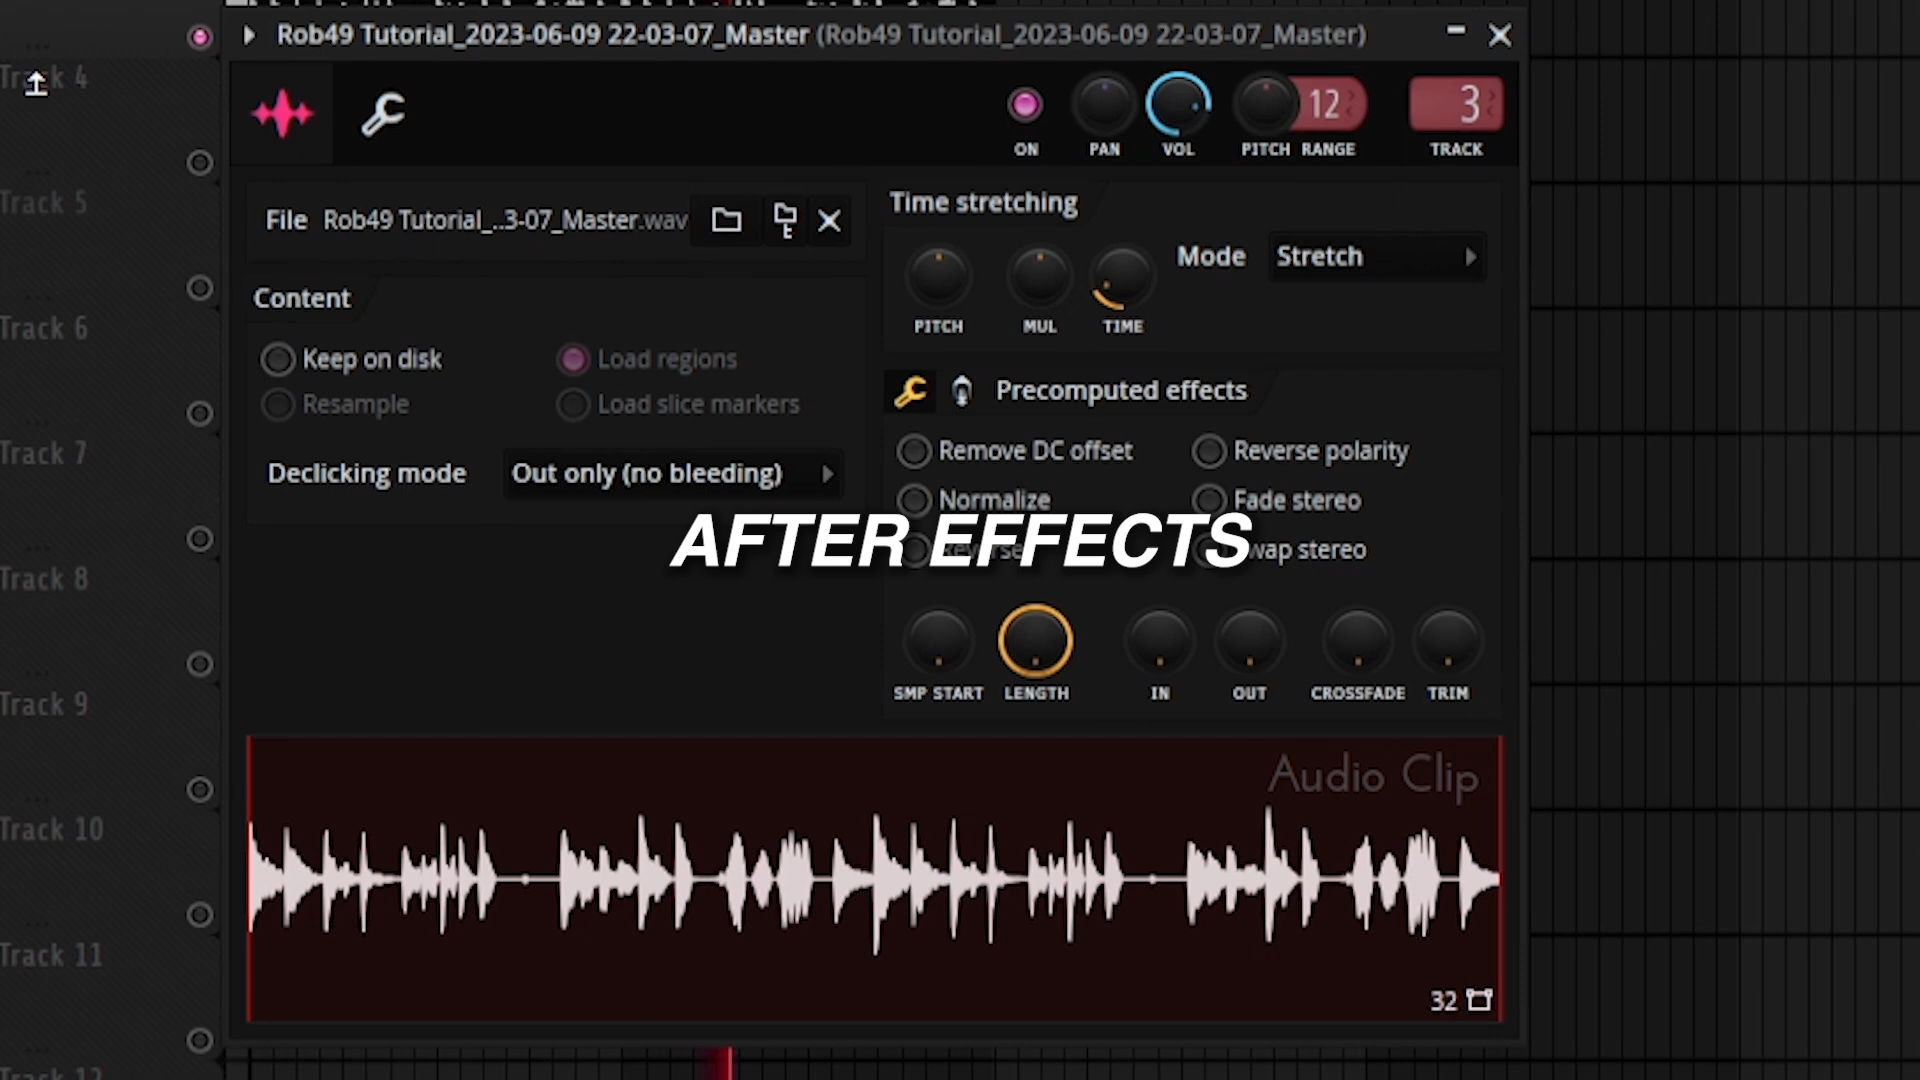 Rob49 Tutorial_2023-06-09 22-03-07_Master (Rob49 Tutorial_2023-06-09 22-03-07_Master)
Track 4
ON PAN VOL PITCH RANGE 12 3 TRACK
Track 5
File Rob49 Tutorial_..3-07_Master.wav
Time stretching
Mode Stretch
PITCH MUL TIME
Content
Track 6
Keep on disk Load regions
Resample Load slice markers
Precomputed effects
Track 7
Declicking mode Out only (no bleeding)
Remove DC offset Reverse polarity
Normalize Fade stereo
AFTER EFFECTS
Reverse wap stereo
Track 8
SMP START LENGTH IN OUT CROSSFADE TRIM
Track 9
Audio Clip
Track 10
Track 11
32
Track 12